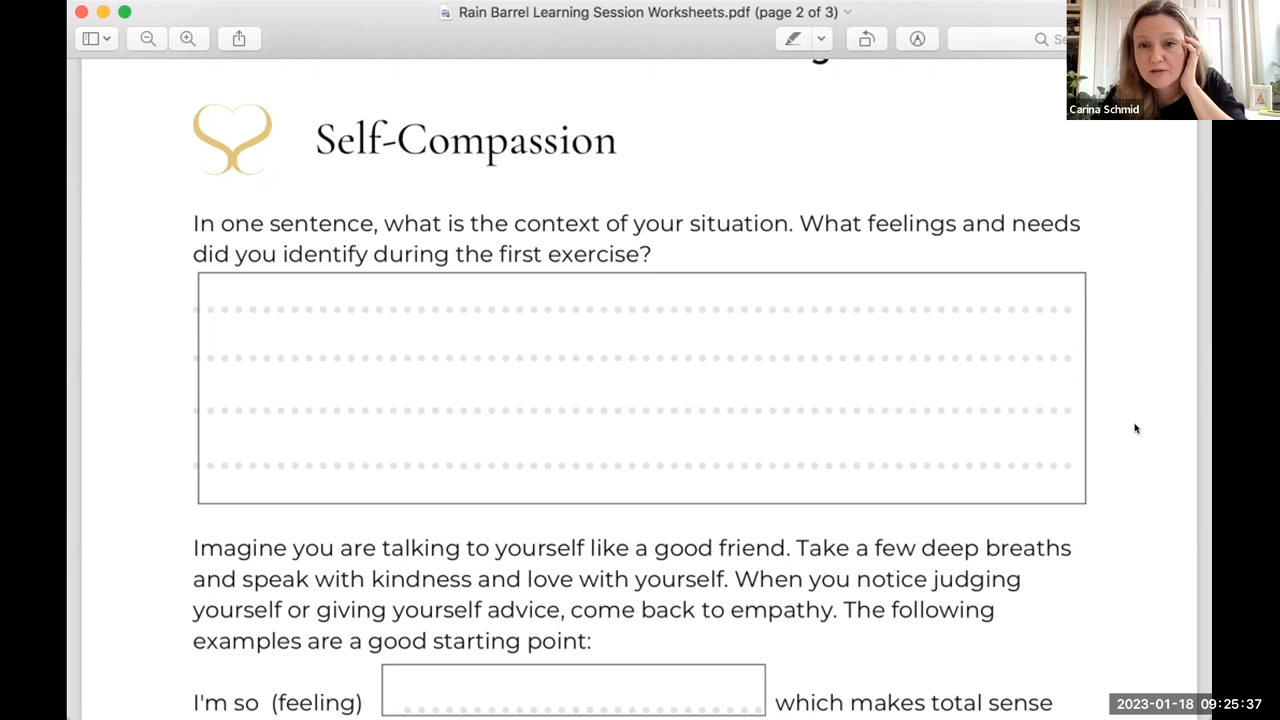 Rain Barrel Learning Session Worksheets.pdf (page 2 of 3)
Carina Schmid
Self-Compassion
In one sentence, what is the context of your situation. What feelings and needs
did you identify during the first exercise?
Imagine you are talking to yourself like a good friend. Take a few deep breaths
and speak with kindness and love with yourself. When you notice judging
yourself or giving yourself advice, come back to empathy. The following
examples are a good starting point:
I'm so (feeling) which makes total sense
2023-01-18 09:25:37